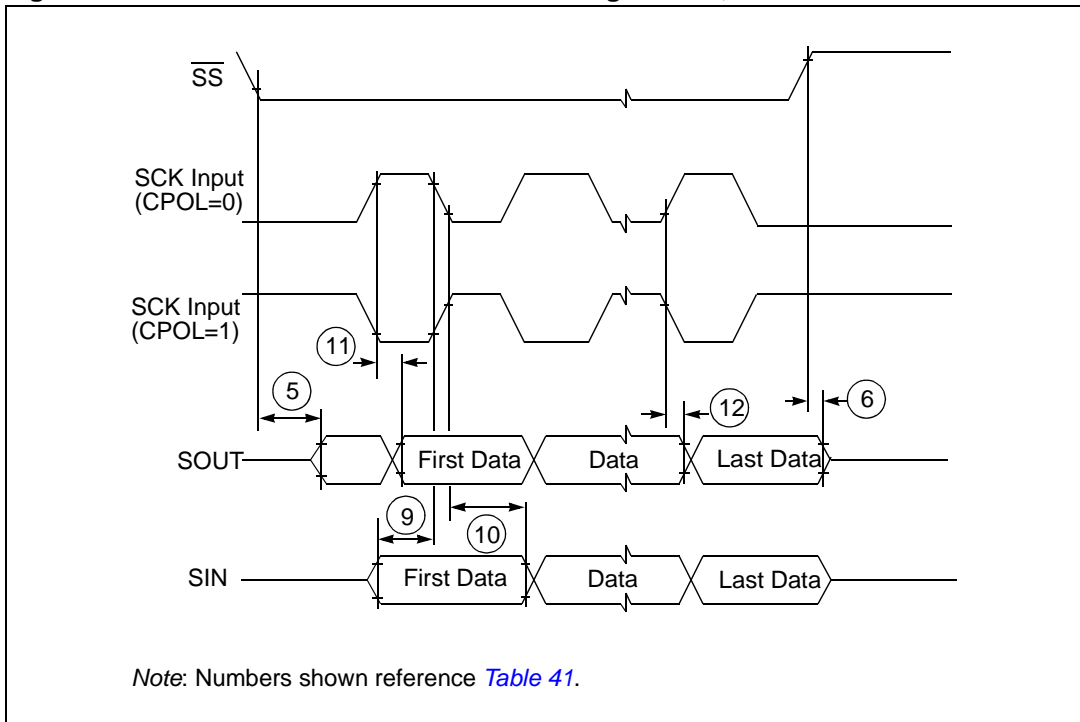 SS
SCK Input
(CPOL=0)
SCK Input
(CPOL=1)
11
5
12
6
SOUT
First Data
Data
Last Data
9
10
SIN
First Data
Data
Last Data
Note: Numbers shown reference Table 41.